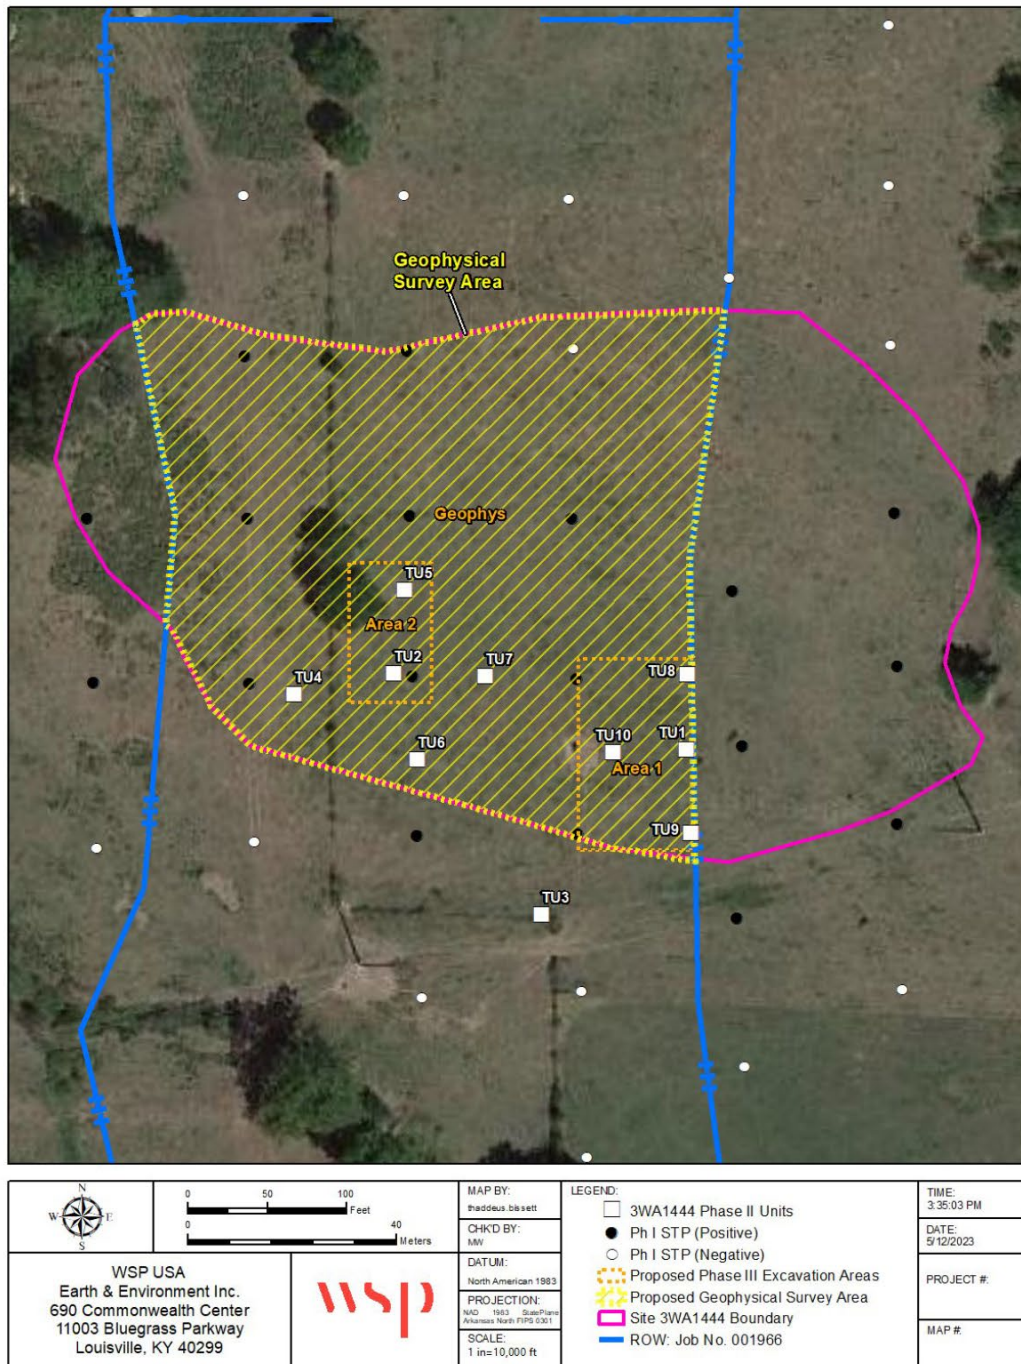 Geophysical
Survey Area
Geophys
TU5
Area 2
TU2
TU7
TU4
TU8
TU6
TU10
TU1
Area 1
TU9
TU3
N
W
E
S
0 50 100
Feet
0 40
Meters
WSP USA
Earth & Environment Inc.
690 Commonwealth Center
11003 Bluegrass Parkway
Louisville, KY 40299
wsp
MAP BY:
thaddeus.bissett
CHK'D BY:
MW
DATUM:
North American 1983
PROJECTION:
NAD 1983 StatePlane
Arkansas North FIPS 0301
SCALE:
1 in=10,000 ft
LEGEND:
3WA1444 Phase II Units
Ph I STP (Positive)
Ph I STP (Negative)
Proposed Phase III Excavation Areas
Proposed Geophysical Survey Area
Site 3WA1444 Boundary
ROW: Job No. 001966
TIME:
3:35:03 PM
DATE:
5/12/2023
PROJECT #:
MAP #: